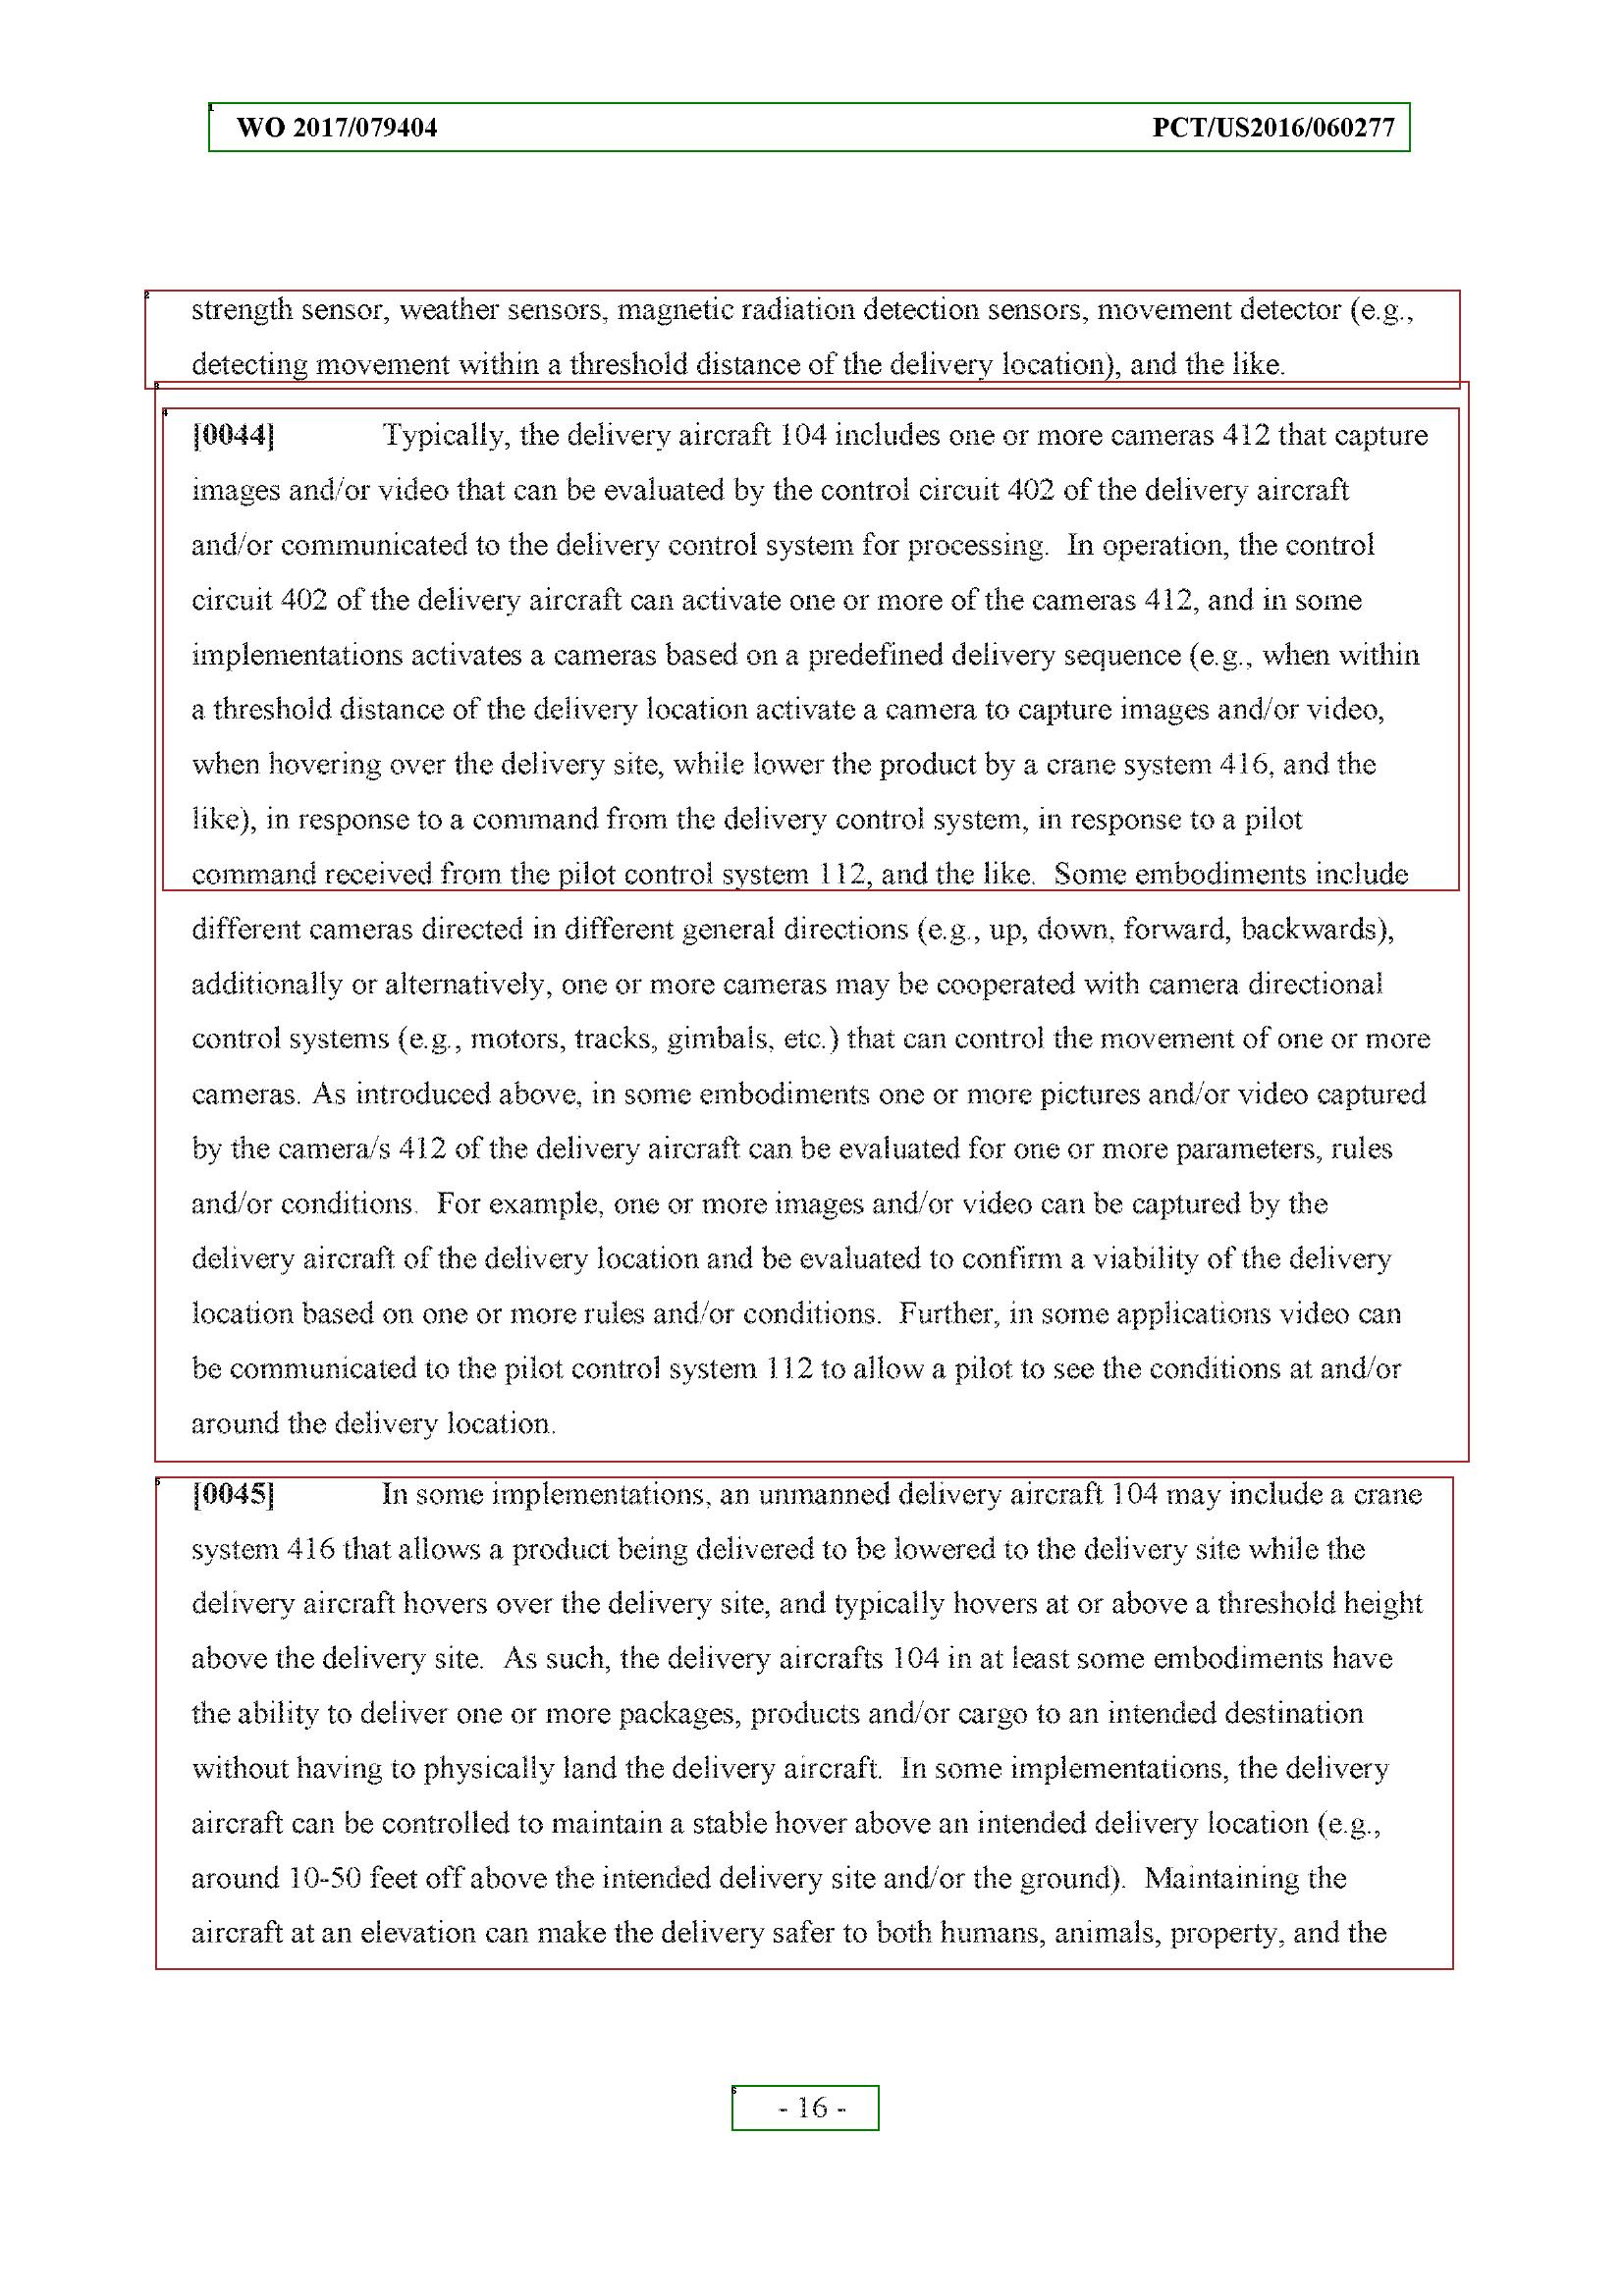 WO 2017/079404 PCT/US2016/060277
strength sensor, weather sensors, magnetic radiation detection sensors, movement detector (e.g.,
detecting movement within a threshold distance of the delivery location), and the like.
[0044] Typically, the delivery aircraft 104 includes one or more cameras 412 that capture
images and/or video that can be evaluated by the control circuit 402 of the delivery aircraft
and/or communicated to the delivery control system for processing. In operation, the control
circuit 402 of the delivery aircraft can activate one or more of the cameras 412, and in some
implementations activates a cameras based on a predefined delivery sequence (e.g., when within
a threshold distance of the delivery location activate a camera to capture images and/or video,
when hovering over the delivery site, while lower the product by a crane system 416, and the
like), in response to a command from the delivery control system, in response to a pilot
command received from the pilot control system 112, and the like. Some embodiments include
different cameras directed in different general directions (e.g., up, down, forward, backwards),
additionally or alternatively, one or more cameras may be cooperated with camera directional
control systems (e.g., motors, tracks, gimbals, etc.) that can control the movement of one or more
cameras. As introduced above, in some embodiments one or more pictures and/or video captured
by the camera/s 412 of the delivery aircraft can be evaluated for one or more parameters, rules
and/or conditions. For example, one or more images and/or video can be captured by the
delivery aircraft of the delivery location and be evaluated to confirm a viability of the delivery
location based on one or more rules and/or conditions. Further, in some applications video can
be communicated to the pilot control system 112 to allow a pilot to see the conditions at and/or
around the delivery location.
[0045] In some implementations, an unmanned delivery aircraft 104 may include a crane
system 416 that allows a product being delivered to be lowered to the delivery site while the
delivery aircraft hovers over the delivery site, and typically hovers at or above a threshold height
above the delivery site. As such, the delivery aircrafts 104 in at least some embodiments have
the ability to deliver one or more packages, products and/or cargo to an intended destination
without having to physically land the delivery aircraft. In some implementations, the delivery
aircraft can be controlled to maintain a stable hover above an intended delivery location (e.g.,
around 10-50 feet off above the intended delivery site and/or the ground). Maintaining the
aircraft at an elevation can make the delivery safer to both humans, animals, property, and the
- 16 -